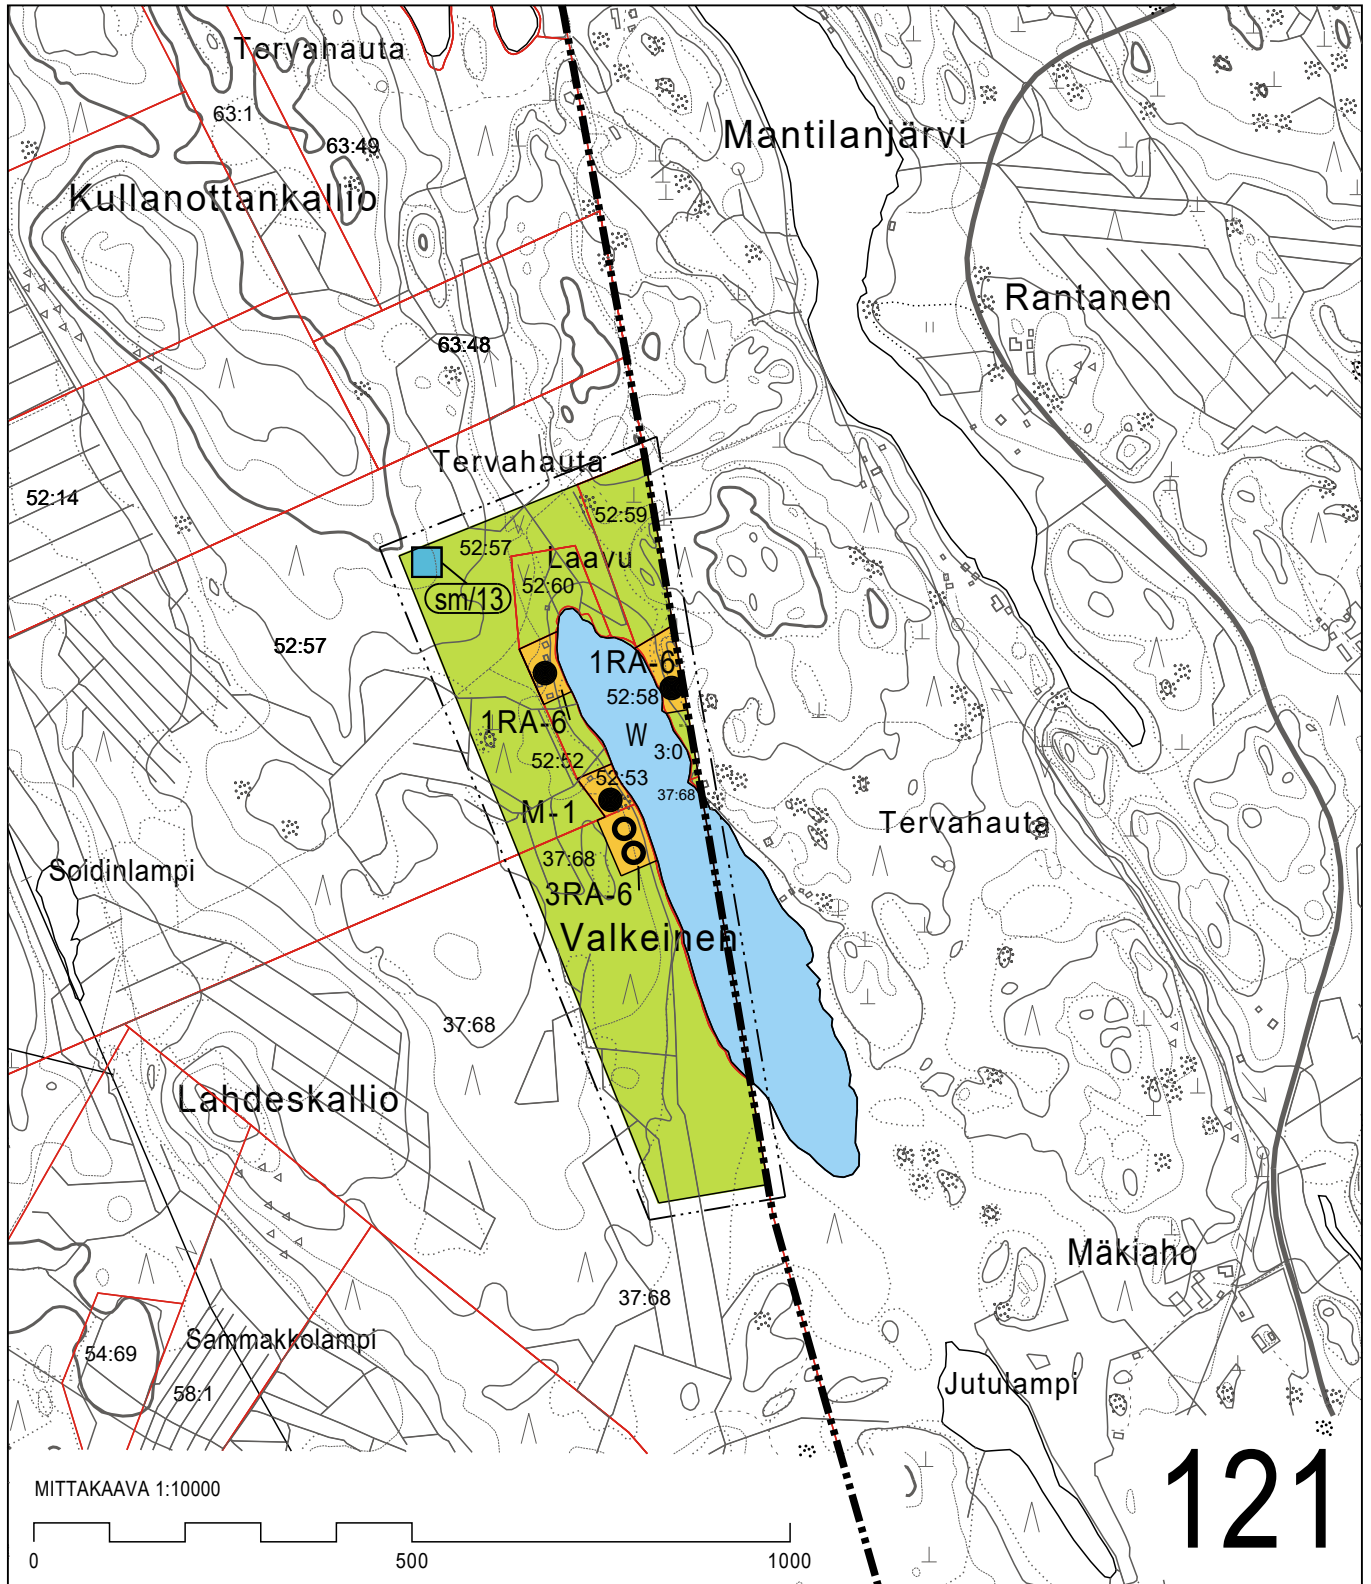 Tervahauta
63:1
Mantilanjärvi
63:49
Kullanottankallio
Rantanen
63:48
Tervahauta
52:14
52:59
52:57
Laavu
52:60
sm/13
52:57
1RA-6
52:58
1RA-6
W
3:0
52:52
52:53
37:68
M-1
Tervahauta
37:68
Soidinlampi
3RA-6
Valkeinen
37:68
Lahdeskallio
Mäkiaho
37:68
Sammakkolampi
54:69
58:1
Jutulampi
MITTAKAAVA 1:10000
121
0 500 1000